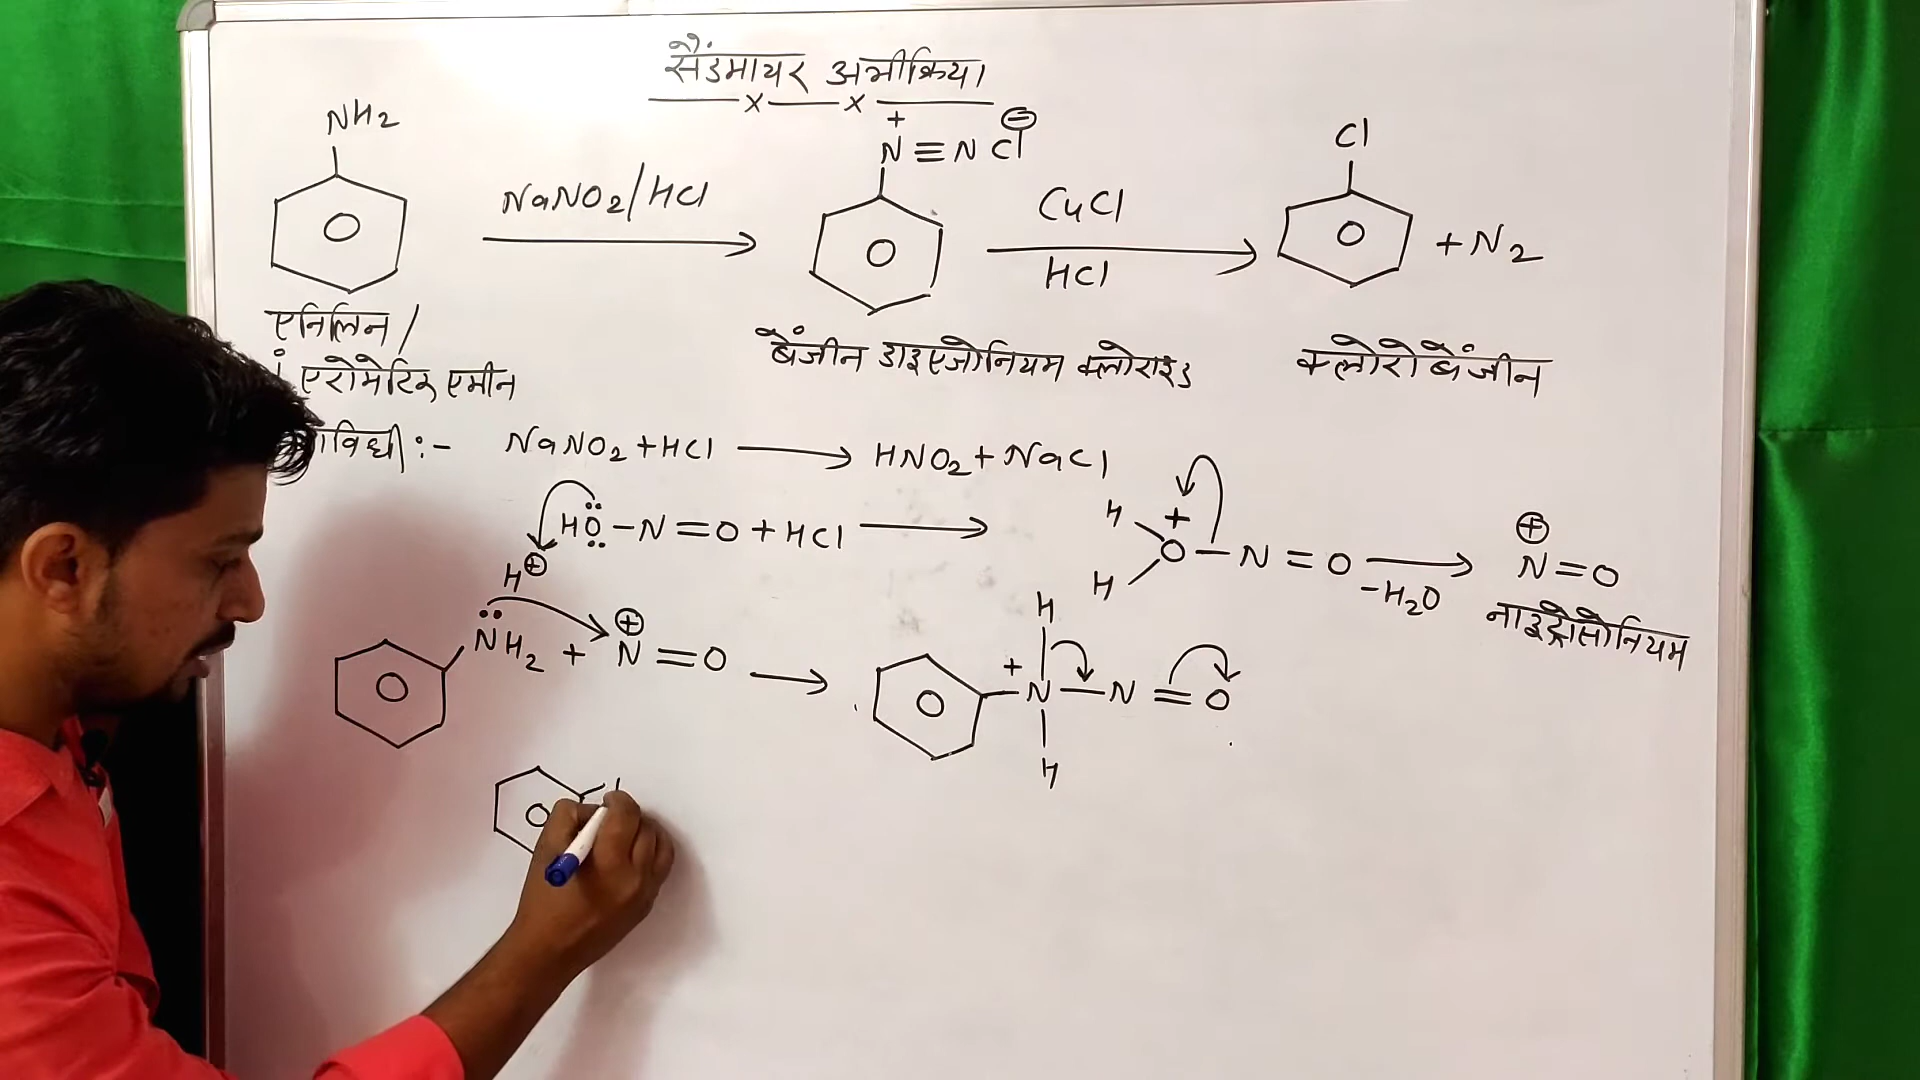 सैंडमायर अभीक्रिया
NH2
+
N≡N Cl ⊖
Cl
NaNO2/HCl
CuCl
HCl
+ N2
एनिलिन /
एरोमेटिक एमीन
बेंजीन डाइएजोनियम क्लोराइड
क्लोरोबेंजीन
विधी :- NaNO2 + HCl ⟶ HNO2 + NaCl
HO – N = O + HCl ⟶
H
+
O – N = O ⟶
H
-H2O
⊕
N = O
नाइट्रोसोनियम
H⊕
NH2 + N = O ⟶
⊕
H
+
N – N = O
H